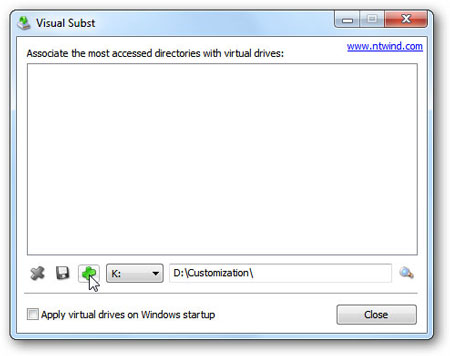 Visual Subst
www.ntwind.com
Associate the most accessed directories with virtual drives:
K: D:\Customization\
Apply virtual drives on Windows startup Close